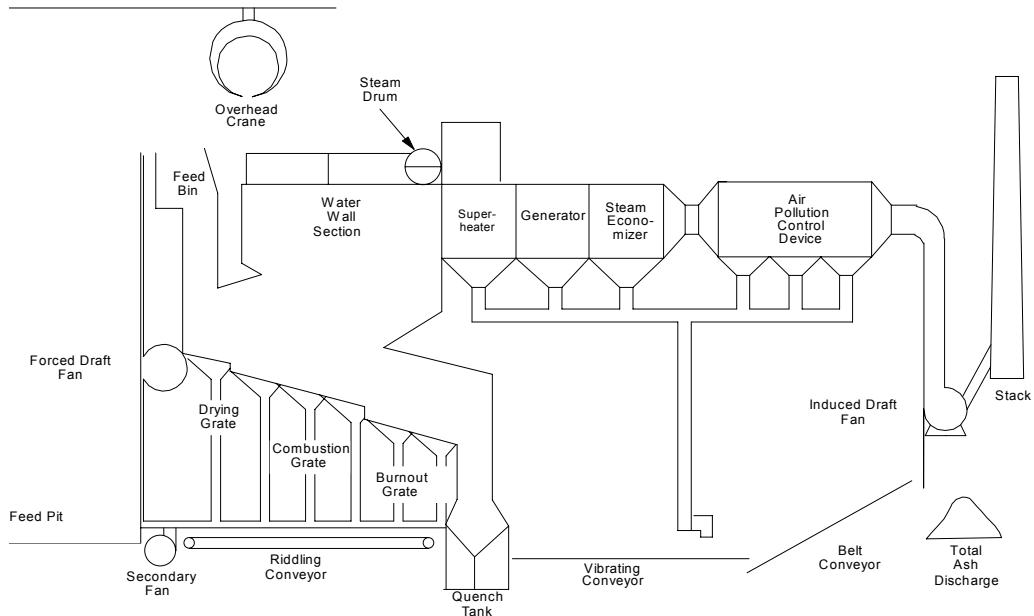 Overhead
Crane
Steam
Drum
Feed
Bin
Water
Wall
Section
Super-
heater
Generator
Steam
Econo-
mizer
Air
Pollution
Control
Device
Forced Draft
Fan
Drying
Grate
Combustion
Grate
Burnout
Grate
Induced Draft
Fan
Stack
Feed Pit
Secondary
Fan
Riddling
Conveyor
Quench
Tank
Vibrating
Conveyor
Belt
Conveyor
Total
Ash
Discharge